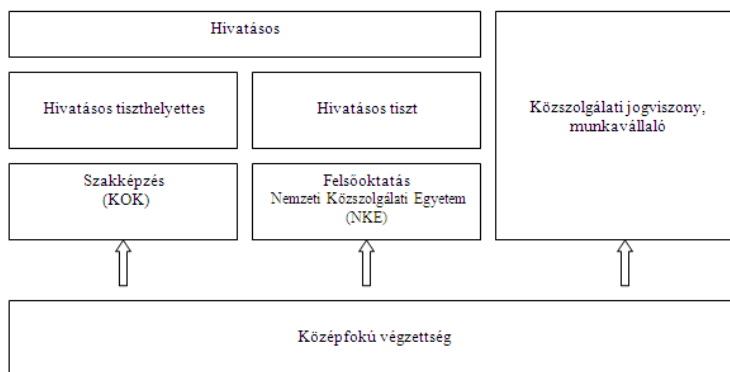 Hivatásos
Hivatásos tiszthelyettes
Hivatásos tiszt
Közszolgálati jogviszony,
munkavállaló
Szakképzés
(KOK)
Felsőoktatás
Nemzeti Közszolgálati Egyetem
(NKE)
Középfokú végzettség